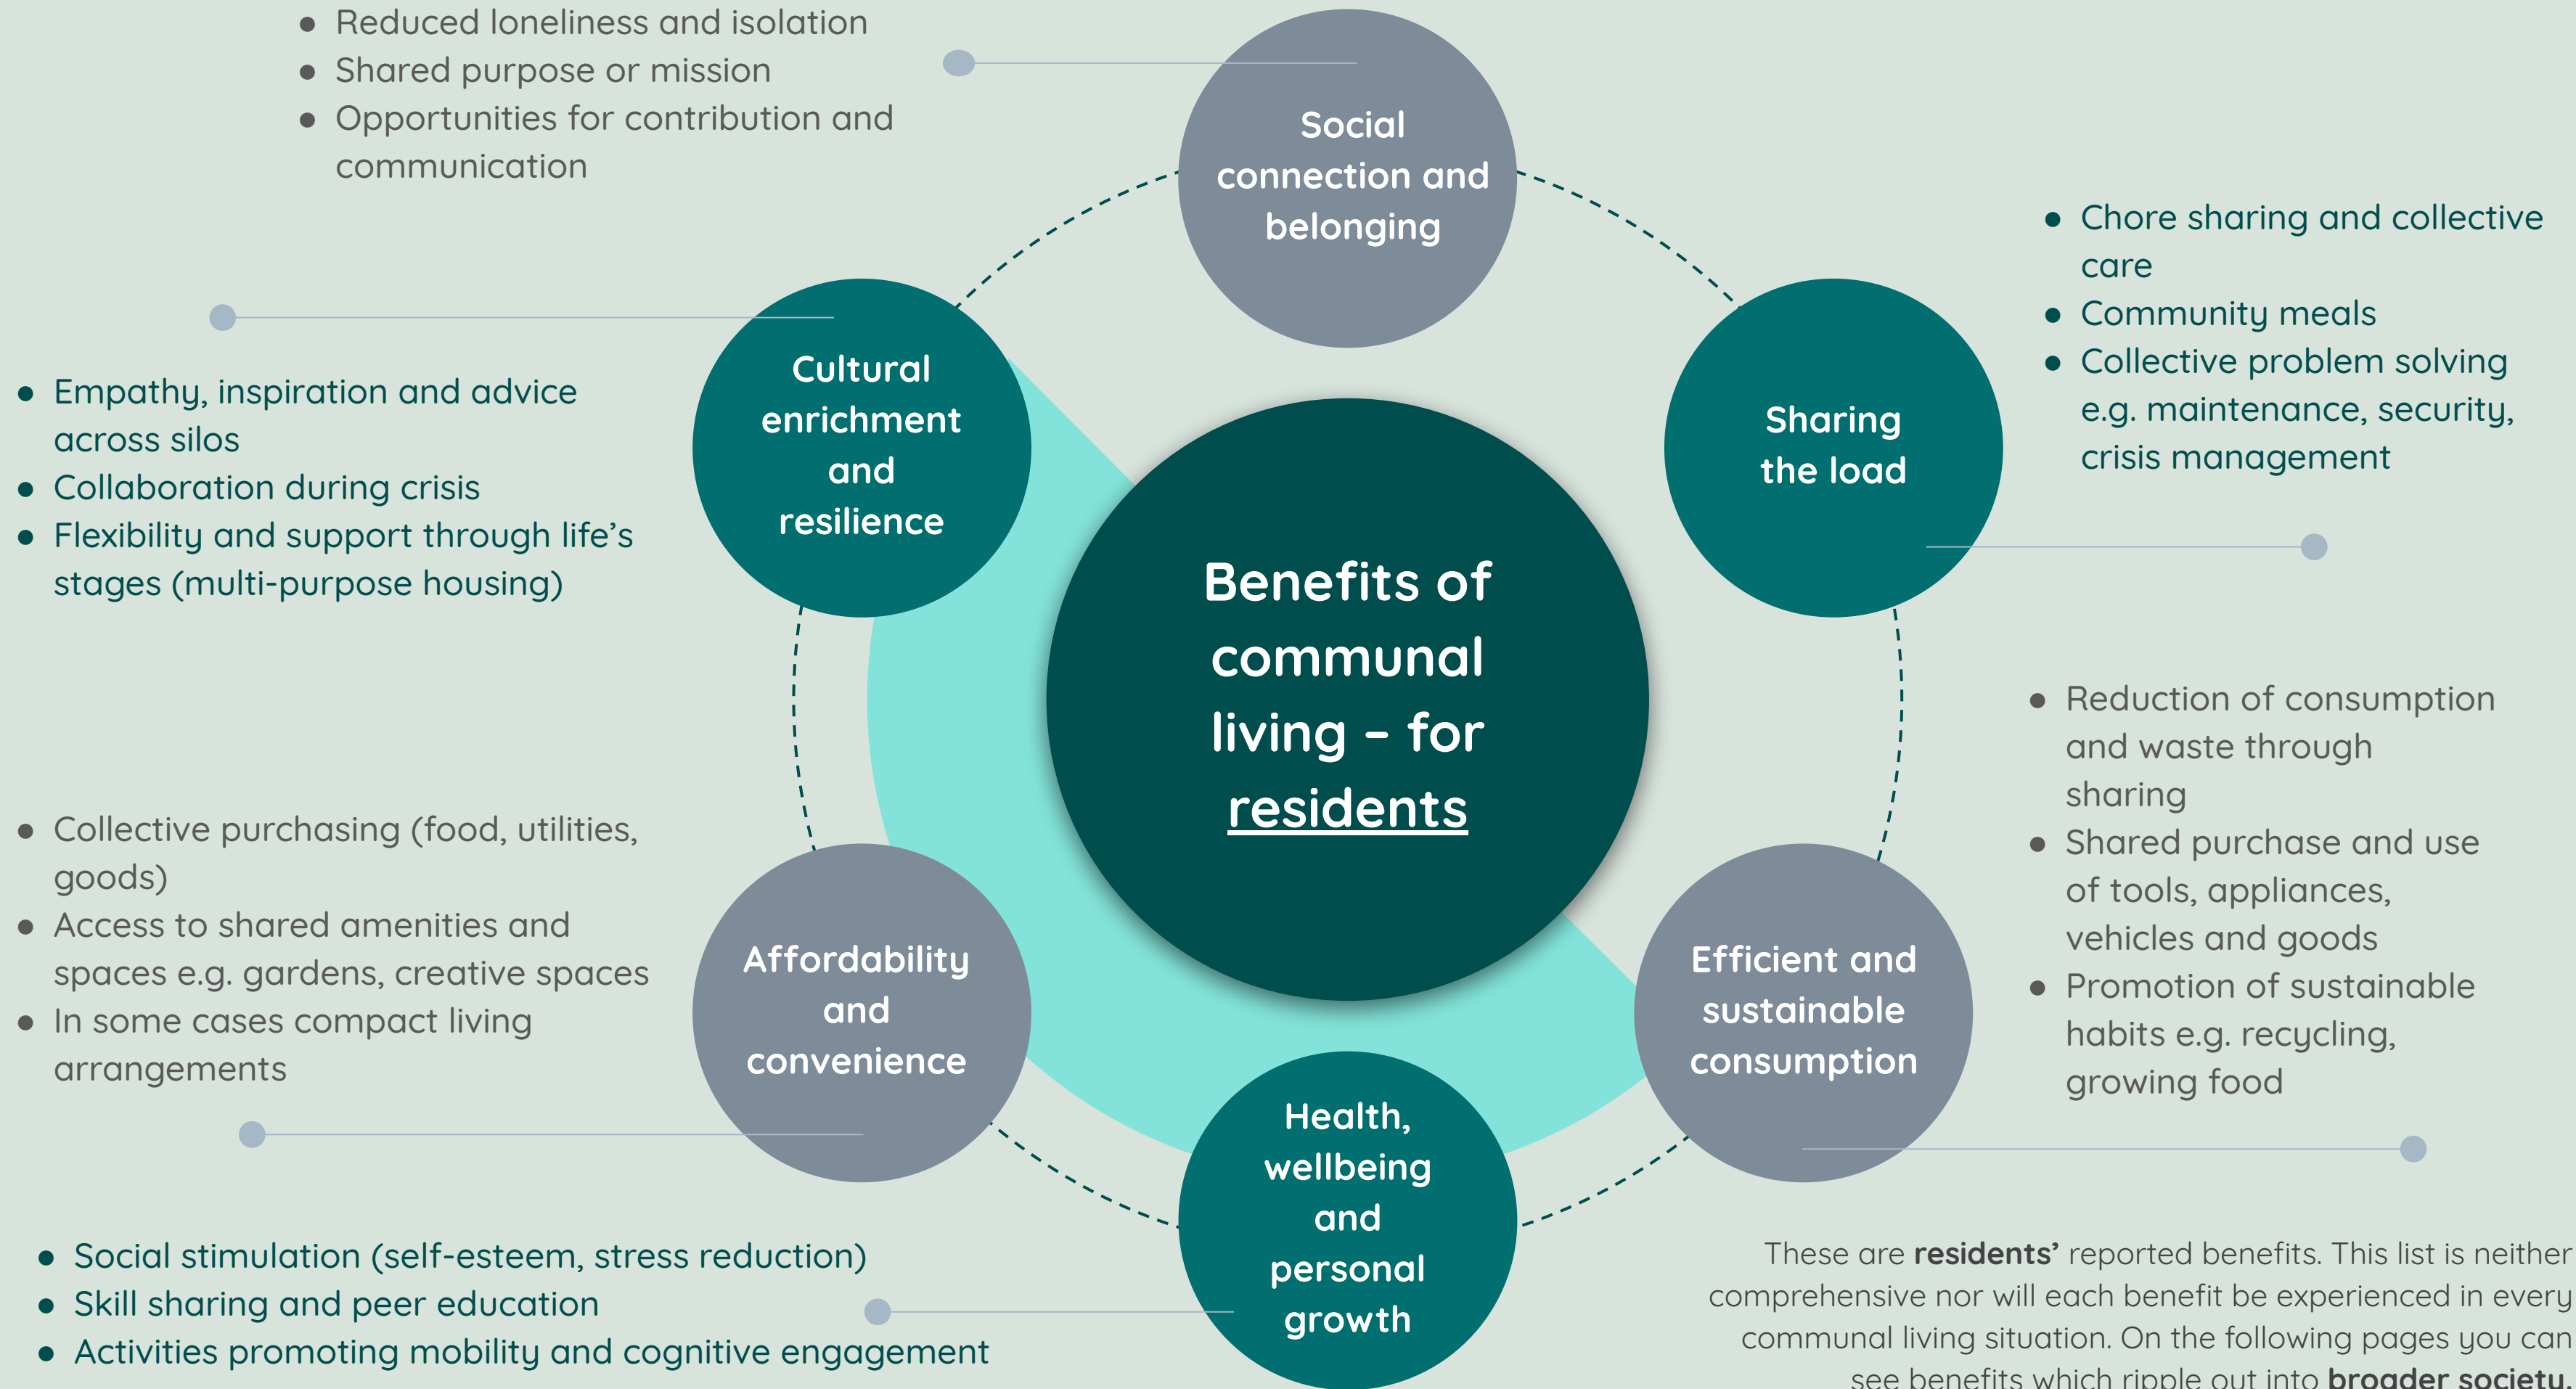 ● Reduced loneliness and isolation
● Shared purpose or mission
● Opportunities for contribution and
communication
Social
connection and
belonging
● Chore sharing and collective
care
● Community meals
● Collective problem solving
e.g. maintenance, security,
crisis management
Sharing
the load
Cultural
enrichment
and
resilience
● Empathy, inspiration and advice
across silos
● Collaboration during crisis
● Flexibility and support through life’s
stages (multi-purpose housing)
Benefits of
communal
living – for
residents
● Reduction of consumption
and waste through
sharing
● Shared purchase and use
of tools, appliances,
vehicles and goods
● Promotion of sustainable
habits e.g. recycling,
growing food
Efficient and
sustainable
consumption
● Collective purchasing (food, utilities,
goods)
● Access to shared amenities and
spaces e.g. gardens, creative spaces
● In some cases compact living
arrangements
Affordability
and
convenience
Health,
wellbeing
and
personal
growth
● Social stimulation (self-esteem, stress reduction)
● Skill sharing and peer education
● Activities promoting mobility and cognitive engagement
These are residents’ reported benefits. This list is neither
comprehensive nor will each benefit be experienced in every
communal living situation. On the following pages you can
see benefits which ripple out into broader society.